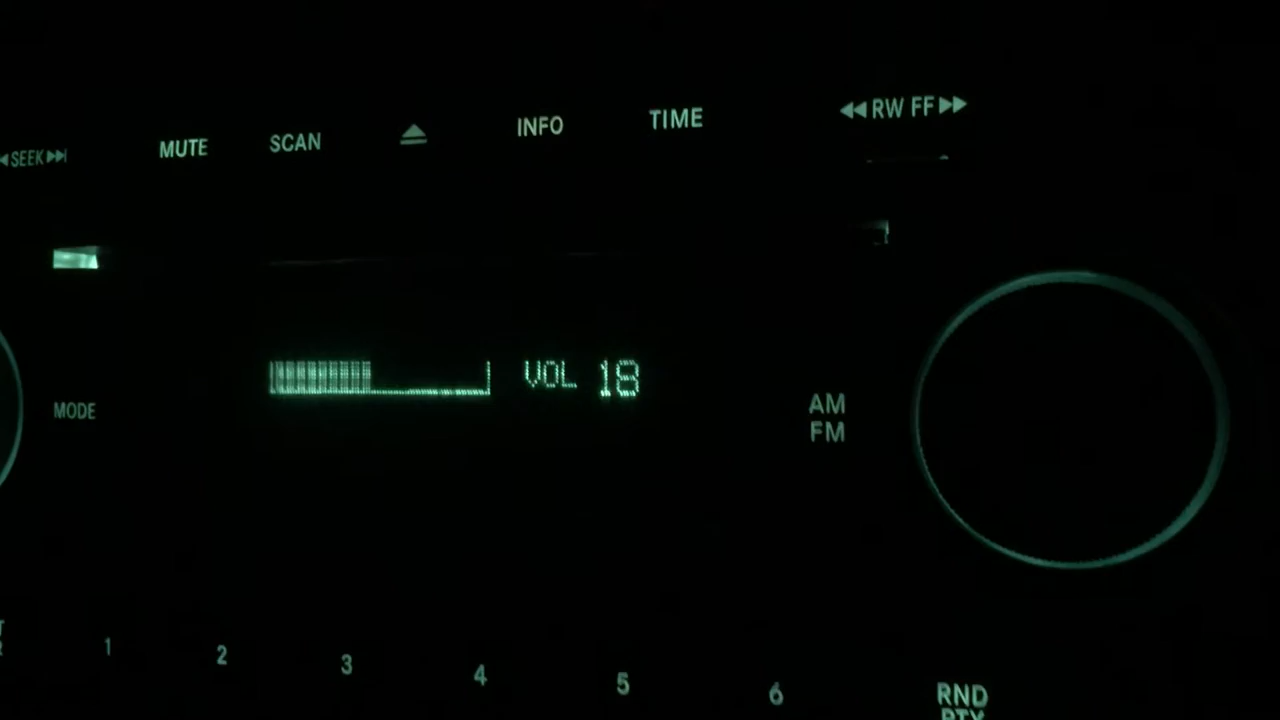 SEEK
MUTE
SCAN
INFO
TIME
RW FF
VOL 18
MODE
AM
FM
1
2
3
4
5
6
RND
PTY